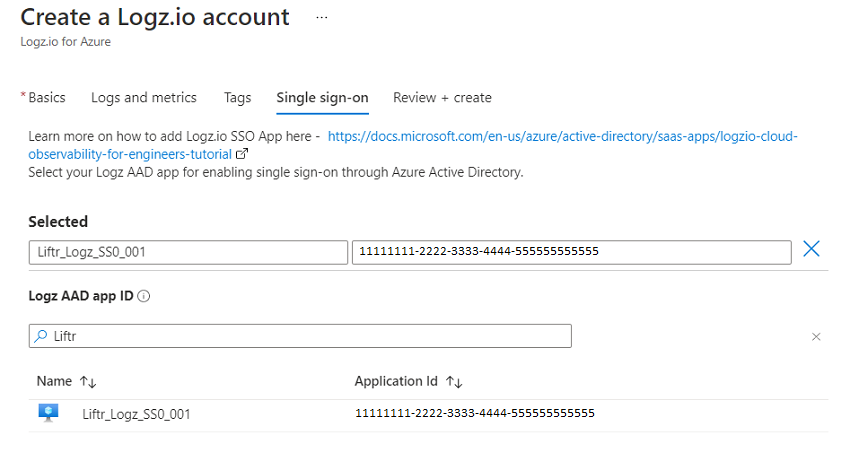 Create a Logz.io account ...
Logz.io for Azure
* Basics Logs and metrics Tags Single sign-on Review + create
Learn more on how to add Logz.io SSO App here - https://docs.microsoft.com/en-us/azure/active-directory/saas-apps/logzio-cloud-
observability-for-engineers-tutorial
Select your Logz AAD app for enabling single sign-on through Azure Active Directory.
Selected
Liftr_Logz_SS0_001 11111111-2222-3333-4444-555555555555
Logz AAD app ID
Liftr
Name ↑↓ Application Id ↑↓
Liftr_Logz_SS0_001 11111111-2222-3333-4444-555555555555